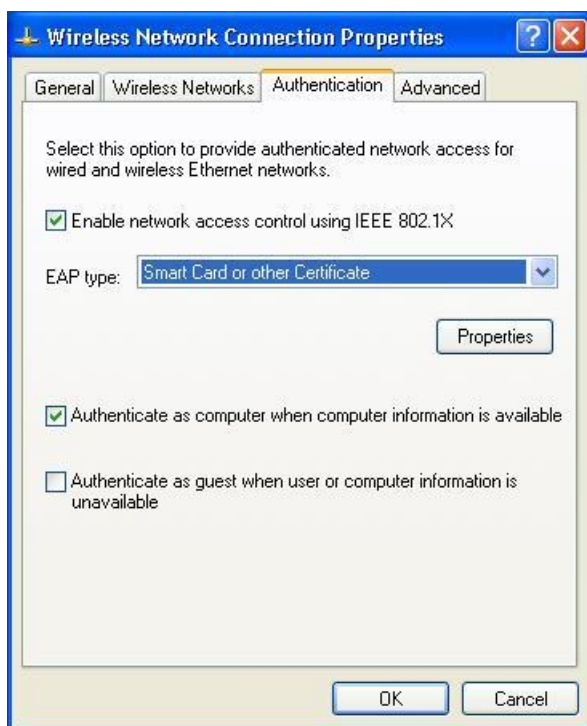 Wireless Network Connection Properties
General Wireless Networks Authentication Advanced
Select this option to provide authenticated network access for
wired and wireless Ethernet networks.
Enable network access control using IEEE 802.1X
EAP type: Smart Card or other Certificate
Properties
Authenticate as computer when computer information is available
Authenticate as guest when user or computer information is
unavailable
OK Cancel